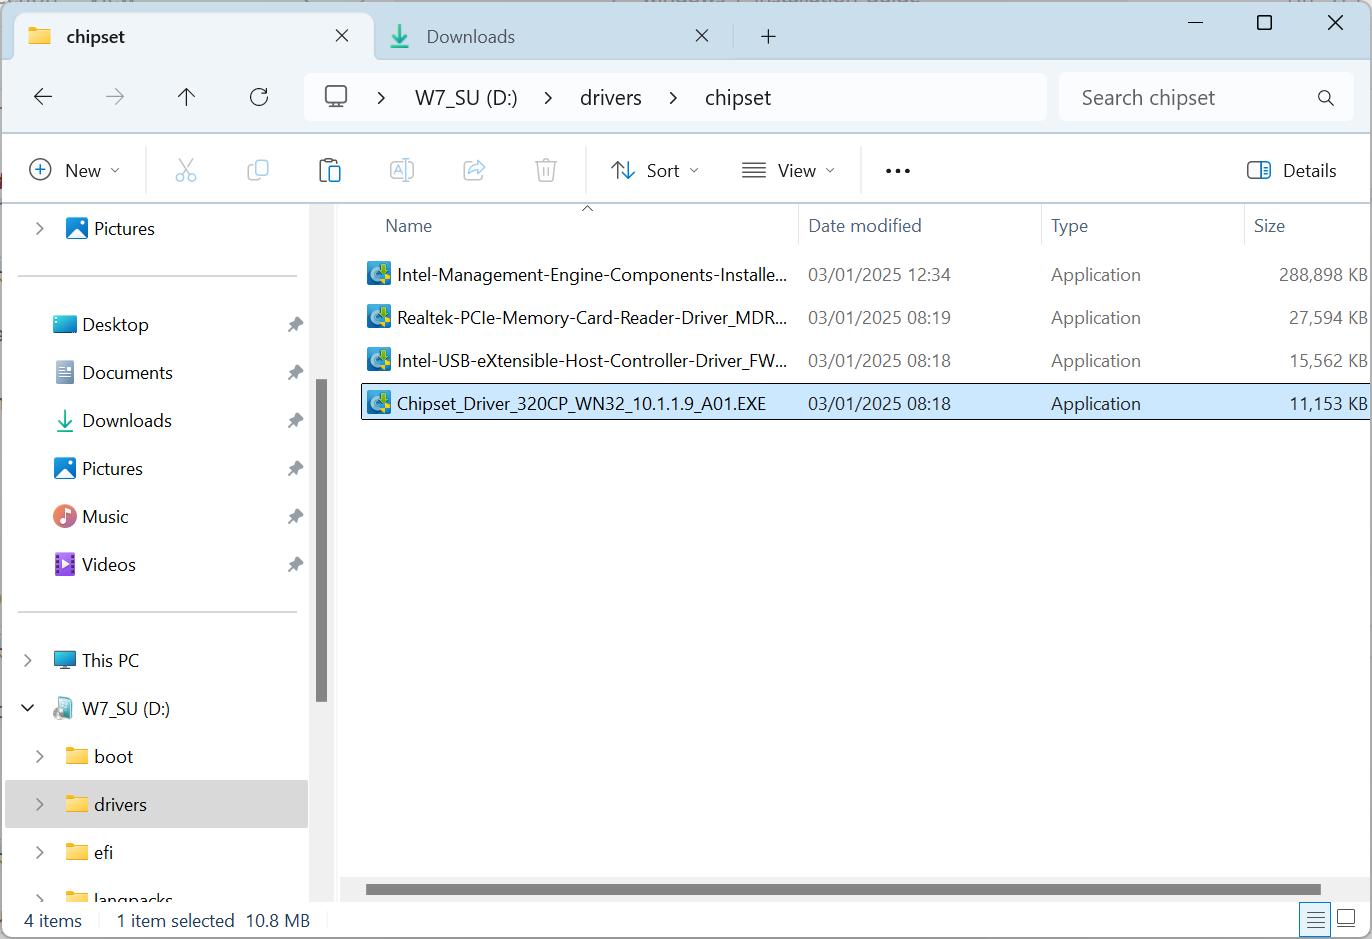 chipset
Downloads
W7_SU (D:)
drivers
chipset
Search chipset
New
Sort
View
Details
Pictures
Desktop
Documents
Downloads
Pictures
Music
Videos
This PC
W7_SU (D:)
boot
drivers
efi
langpacks
Name Date modified Type Size
Intel-Management-Engine-Components-Installe... 03/01/2025 12:34 Application 288,898 KB
Realtek-PCIe-Memory-Card-Reader-Driver_MDR... 03/01/2025 08:19 Application 27,594 KB
Intel-USB-eXtensible-Host-Controller-Driver_FW... 03/01/2025 08:18 Application 15,562 KB
Chipset_Driver_320CP_WN32_10.1.1.9_A01.EXE 03/01/2025 08:18 Application 11,153 KB
4 items 1 item selected 10.8 MB